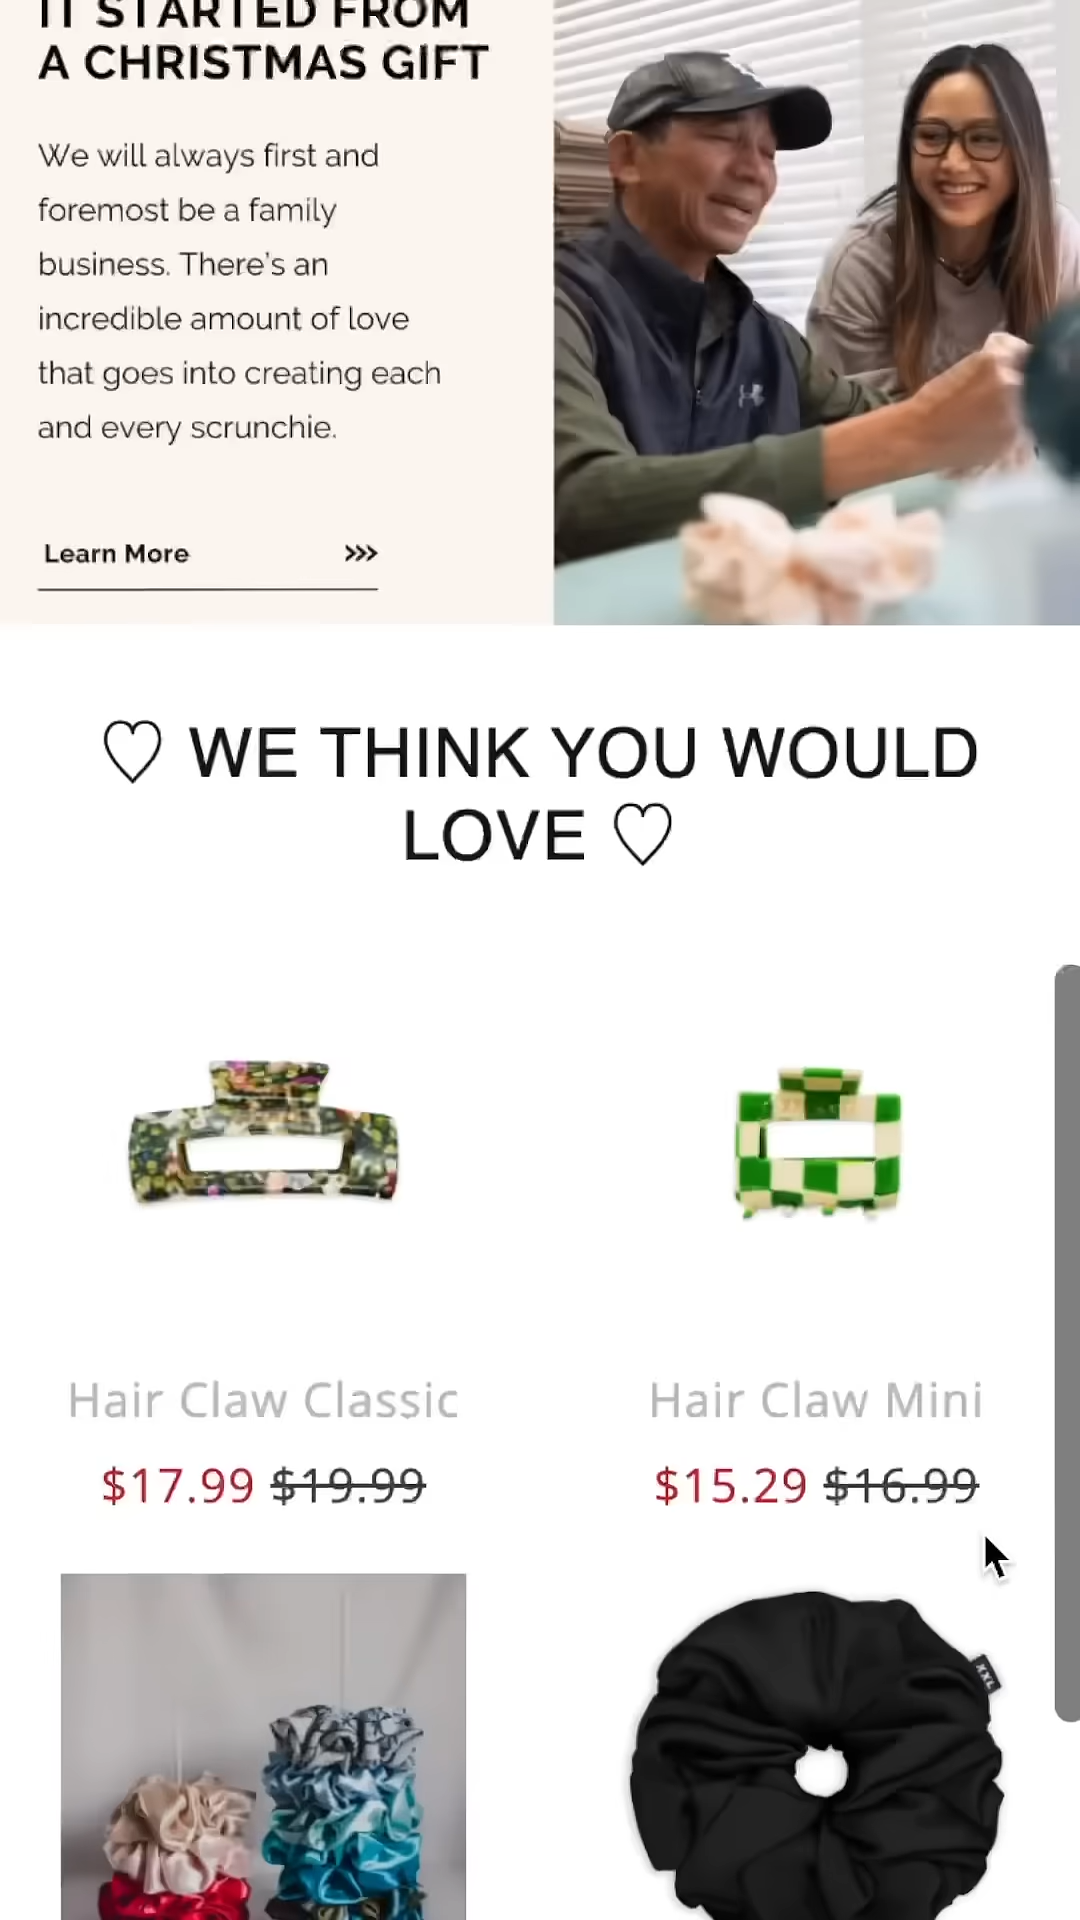 IT STARTED FROM
A CHRISTMAS GIFT
We will always first and
foremost be a family
business. There's an
incredible amount of love
that goes into creating each
and every scrunchie.
Learn More >>>
♡ WE THINK YOU WOULD
LOVE ♡
Hair Claw Classic
$17.99 $19.99
Hair Claw Mini
$15.29 $16.99
XXL